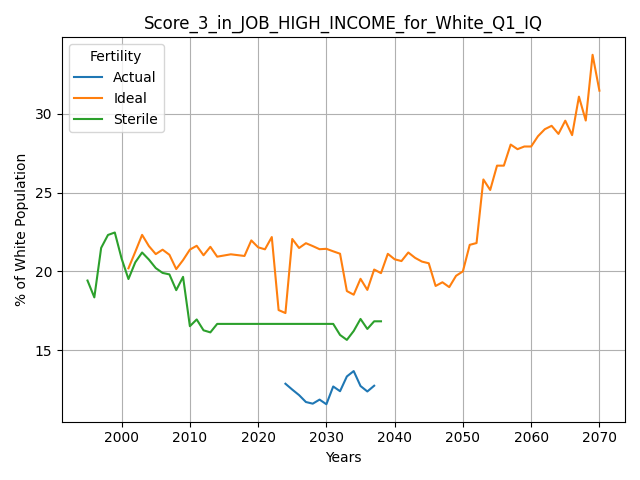 Score_3_in_JOB_HIGH_INCOME_for_White_Q1_IQ
Fertility
Actual
Ideal
Sterile
% of White Population
30
25
20
15
2000
2010
2020
2030
2040
2050
2060
2070
Years